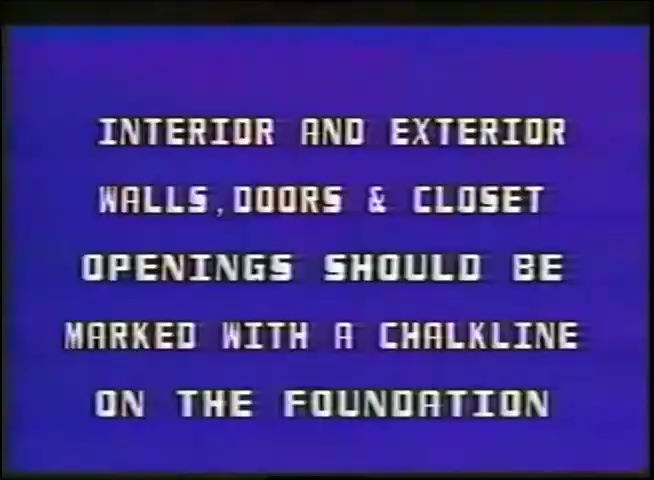 INTERIOR AND EXTERIOR
WALLS,DOORS & CLOSET
OPENINGS SHOULD BE
MARKED WITH A CHALKLINE
ON THE FOUNDATION